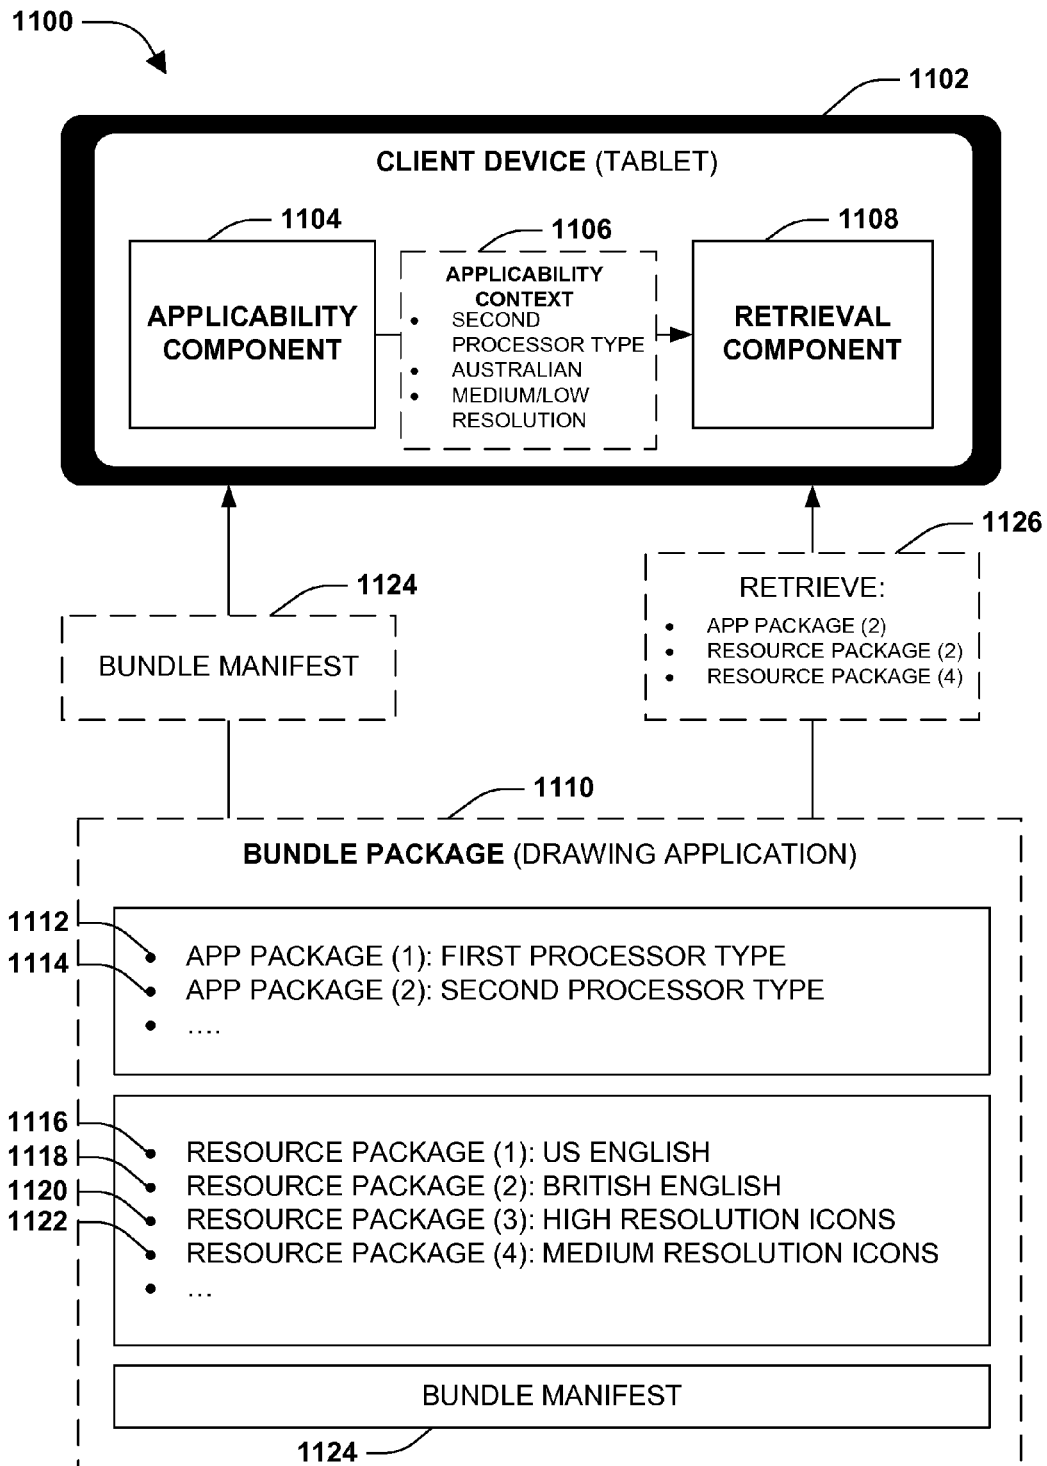 1100
1102
CLIENT DEVICE (TABLET)
1104
1106
1108
APPLICABILITY
COMPONENT
APPLICABILITY
CONTEXT
• SECOND
PROCESSOR TYPE
• AUSTRALIAN
• MEDIUM/LOW
RESOLUTION
RETRIEVAL
COMPONENT
1124
BUNDLE MANIFEST
1126
RETRIEVE:
• APP PACKAGE (2)
• RESOURCE PACKAGE (2)
• RESOURCE PACKAGE (4)
1110
BUNDLE PACKAGE (DRAWING APPLICATION)
1112
• APP PACKAGE (1): FIRST PROCESSOR TYPE
1114
• APP PACKAGE (2): SECOND PROCESSOR TYPE
• ....
1116
• RESOURCE PACKAGE (1): US ENGLISH
1118
• RESOURCE PACKAGE (2): BRITISH ENGLISH
1120
• RESOURCE PACKAGE (3): HIGH RESOLUTION ICONS
1122
• RESOURCE PACKAGE (4): MEDIUM RESOLUTION ICONS
• ...
BUNDLE MANIFEST
1124